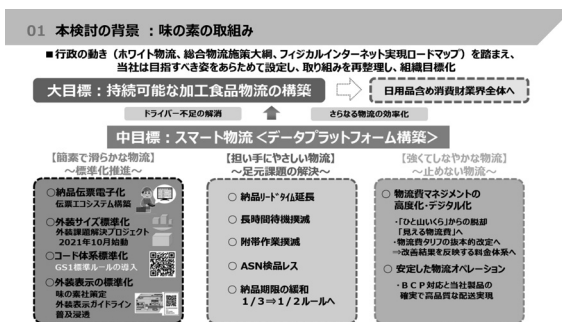 01 本検討の背景 :味の素の取組み
■行政の動き（ホワイト物流、総合物流施策大綱、フィジカルインターネット実現ロードマップ）を踏まえ、
当社は目指すべき姿をあらためて設定し、取り組みを再整理し、組織目標化
大目標：持続可能な加工食品物流の構築
日用品含め消費財業界全体へ
ドライバー不足の解消
さらなる物流の効率化
中目標：スマート物流＜データプラットフォーム構築＞
【簡素で滑らかな物流】
～標準化推進～
○納品伝票電子化
伝票エコシステム構築
○外装サイズ標準化
外装課題解決プロジェクト
2021年10月始動
○コード体系標準化
GS1標準ルールの導入
○外装表示の標準化
味の素社策定
外装表示ガイドライン
普及浸透
【担い手にやさしい物流】
～足元課題の解決～
○ 納品ﾘｰﾄﾞﾀｲﾑ延長
○ 長時間待機撲滅
○ 附帯作業撲滅
○ ASN検品レス
○ 納品期限の緩和
1/3⇒1/2ルールへ
【強くてしなやかな物流】
～止めない物流～
○ 物流費マネジメントの
高度化・デジタル化
・「ひと山いくら」からの脱却
「見える物流費」へ
・物流費タリフの抜本的改定へ
⇒改善結果を反映する料金体系へ
○ 安定した物流オペレーション
・ＢＣＰ対応と当社製品の
確実で高品質な配送実現